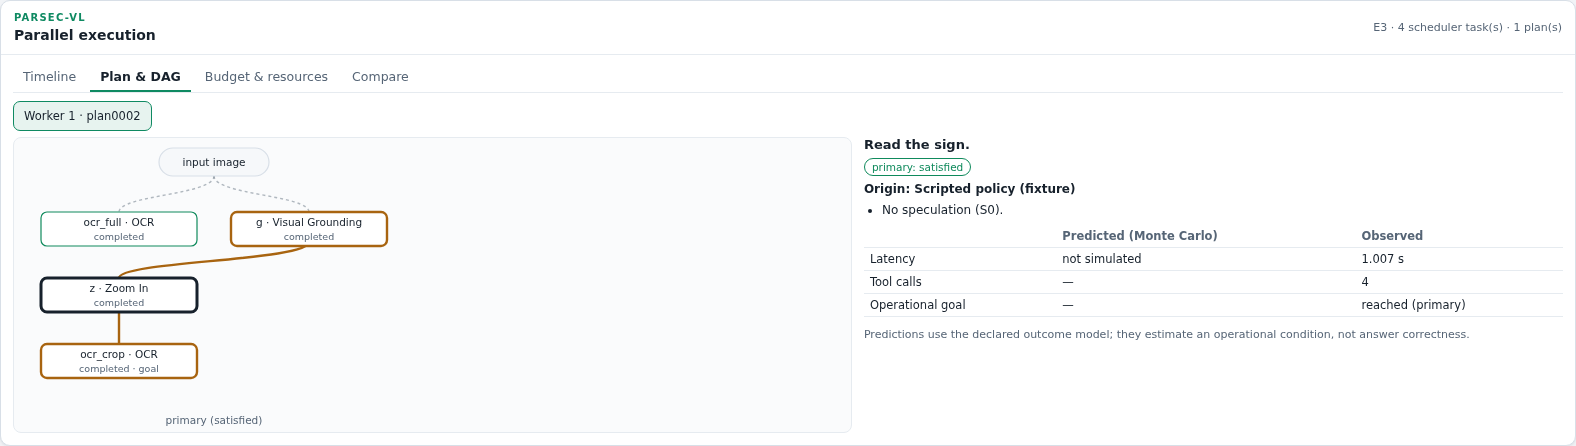 PARSEC-VL
Parallel execution
E3 · 4 scheduler task(s) · 1 plan(s)
Timeline
Plan & DAG
Budget & resources
Compare
Worker 1 · plan0002
input image
ocr_full · OCR
completed
g · Visual Grounding
completed
z · Zoom In
completed
ocr_crop · OCR
completed · goal
primary (satisfied)
Read the sign.
primary: satisfied
Origin: Scripted policy (fixture)
• No speculation (S0).
Predicted (Monte Carlo) Observed
Latency not simulated 1.007 s
Tool calls — 4
Operational goal — reached (primary)
Predictions use the declared outcome model; they estimate an operational condition, not answer correctness.